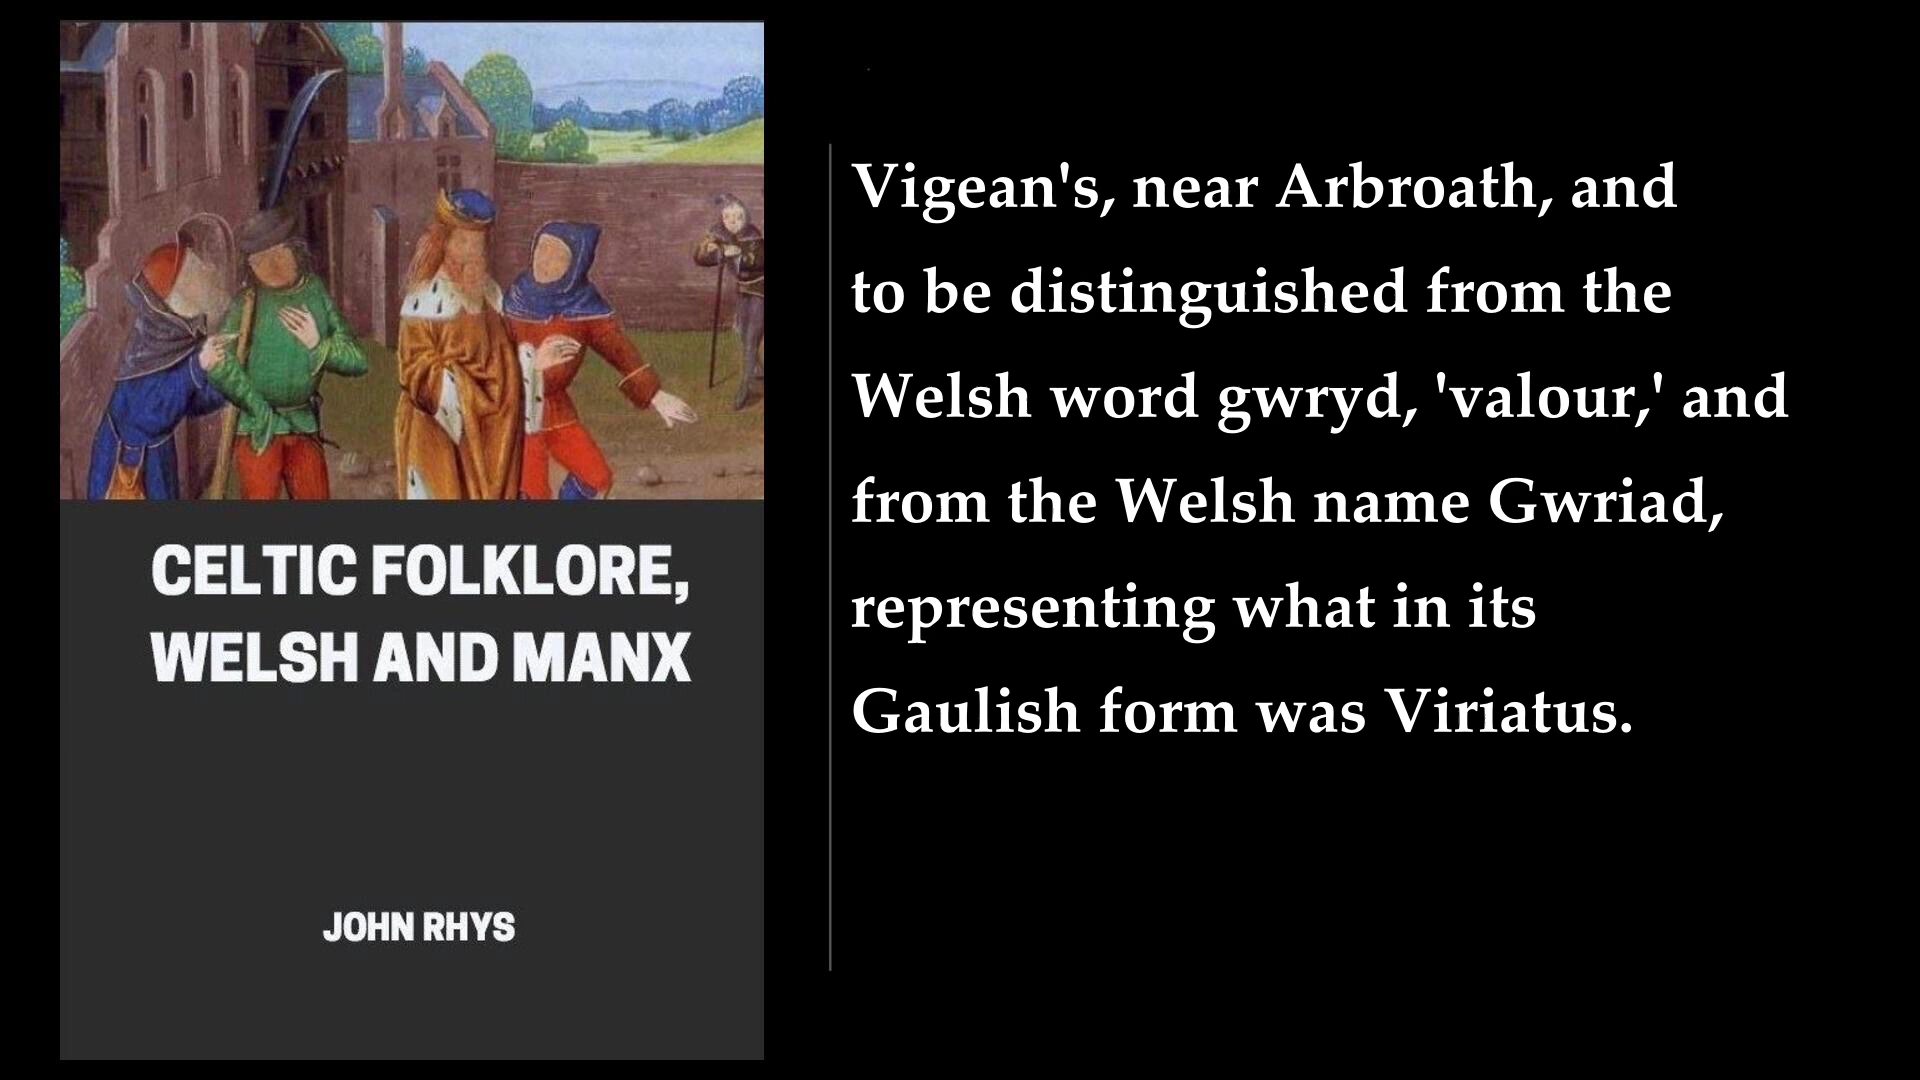 CELTIC FOLKLORE,
WELSH AND MANX
JOHN RHYS
Vigean's, near Arbroath, and
to be distinguished from the
Welsh word gwryd, 'valour,' and
from the Welsh name Gwriad,
representing what in its
Gaulish form was Viriatus.